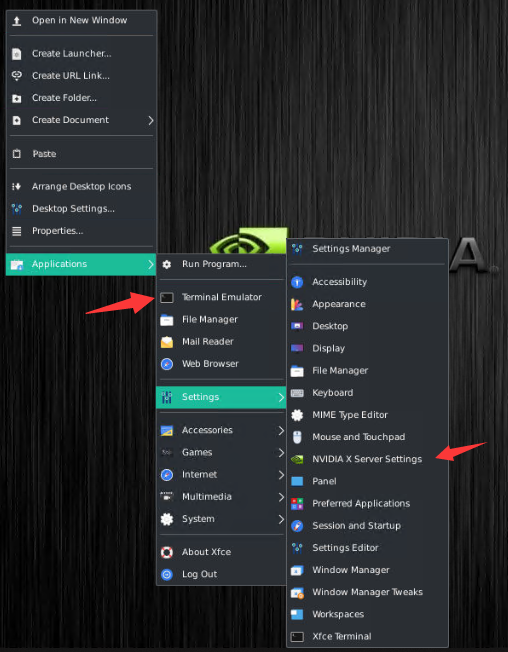 Open in New Window
Create Launcher...
Create URL Link...
Create Folder...
Create Document
Paste
Arrange Desktop Icons
Desktop Settings...
Properties...
Applications
Run Program...
Terminal Emulator
File Manager
Mail Reader
Web Browser
Settings
Accessories
Games
Internet
Multimedia
System
About Xfce
Log Out
Settings Manager
Accessibility
Appearance
Desktop
Display
File Manager
Keyboard
MIME Type Editor
Mouse and Touchpad
NVIDIA X Server Settings
Panel
Preferred Applications
Session and Startup
Settings Editor
Window Manager
Window Manager Tweaks
Workspaces
Xfce Terminal
A.